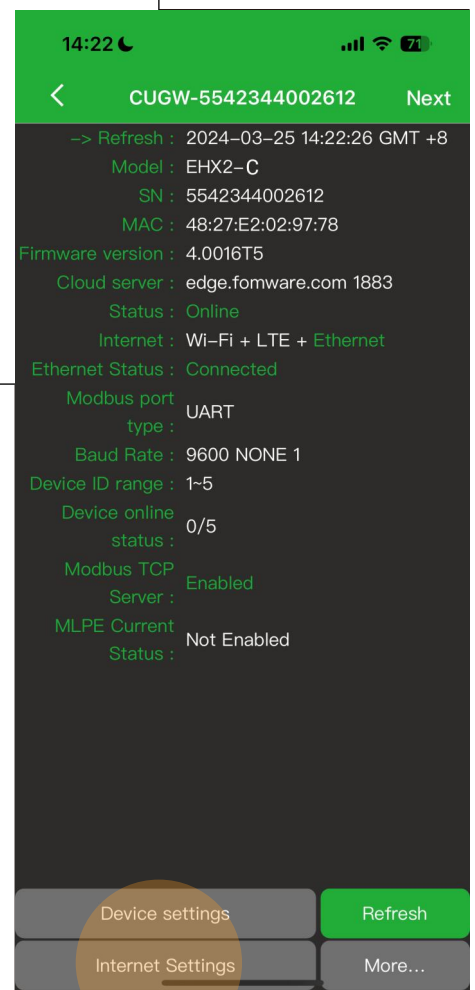 14:22
71
CUGW-5542344002612 Next
–> Refresh : 2024–03–25 14:22:26 GMT +8
Model : EHX2–C
SN : 5542344002612
MAC : 48:27:E2:02:97:78
Firmware version : 4.0016T5
Cloud server : edge.fomware.com 1883
Status : Online
Internet : Wi–Fi + LTE + Ethernet
Ethernet Status : Connected
Modbus port
type :
UART
Baud Rate : 9600 NONE 1
Device ID range : 1~5
Device online
status :
0/5
Modbus TCP
Server :
Enabled
MLPE Current
Status :
Not Enabled
Device settings Refresh
Internet Settings More...